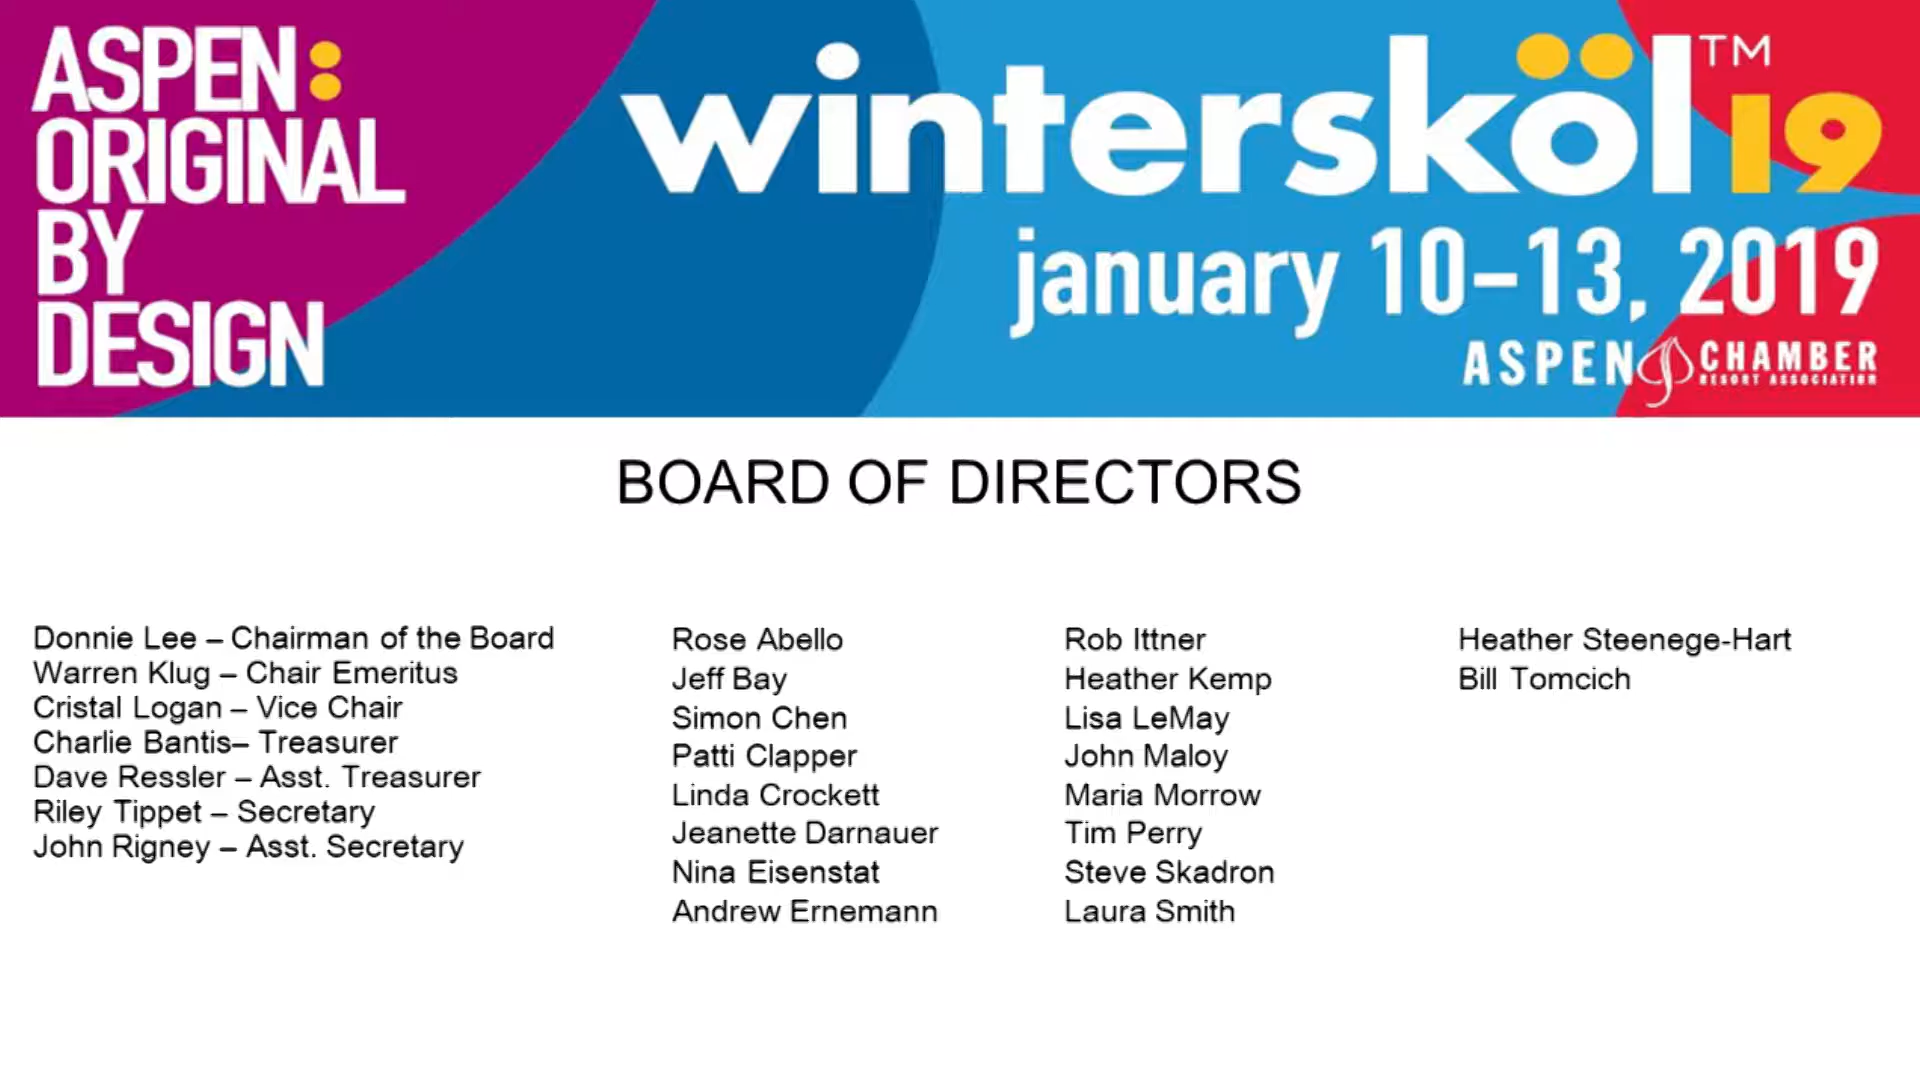 ASPEN:
ORIGINAL
BY
DESIGN
wintersköl™19
january 10-13, 2019
ASPEN CHAMBER
RESORT ASSOCIATION
BOARD OF DIRECTORS
Donnie Lee – Chairman of the Board
Warren Klug – Chair Emeritus
Cristal Logan – Vice Chair
Charlie Bantis– Treasurer
Dave Ressler – Asst. Treasurer
Riley Tippet – Secretary
John Rigney – Asst. Secretary
Rose Abello
Jeff Bay
Simon Chen
Patti Clapper
Linda Crockett
Jeanette Darnauer
Nina Eisenstat
Andrew Ernemann
Rob Ittner
Heather Kemp
Lisa LeMay
John Maloy
Maria Morrow
Tim Perry
Steve Skadron
Laura Smith
Heather Steenege-Hart
Bill Tomcich